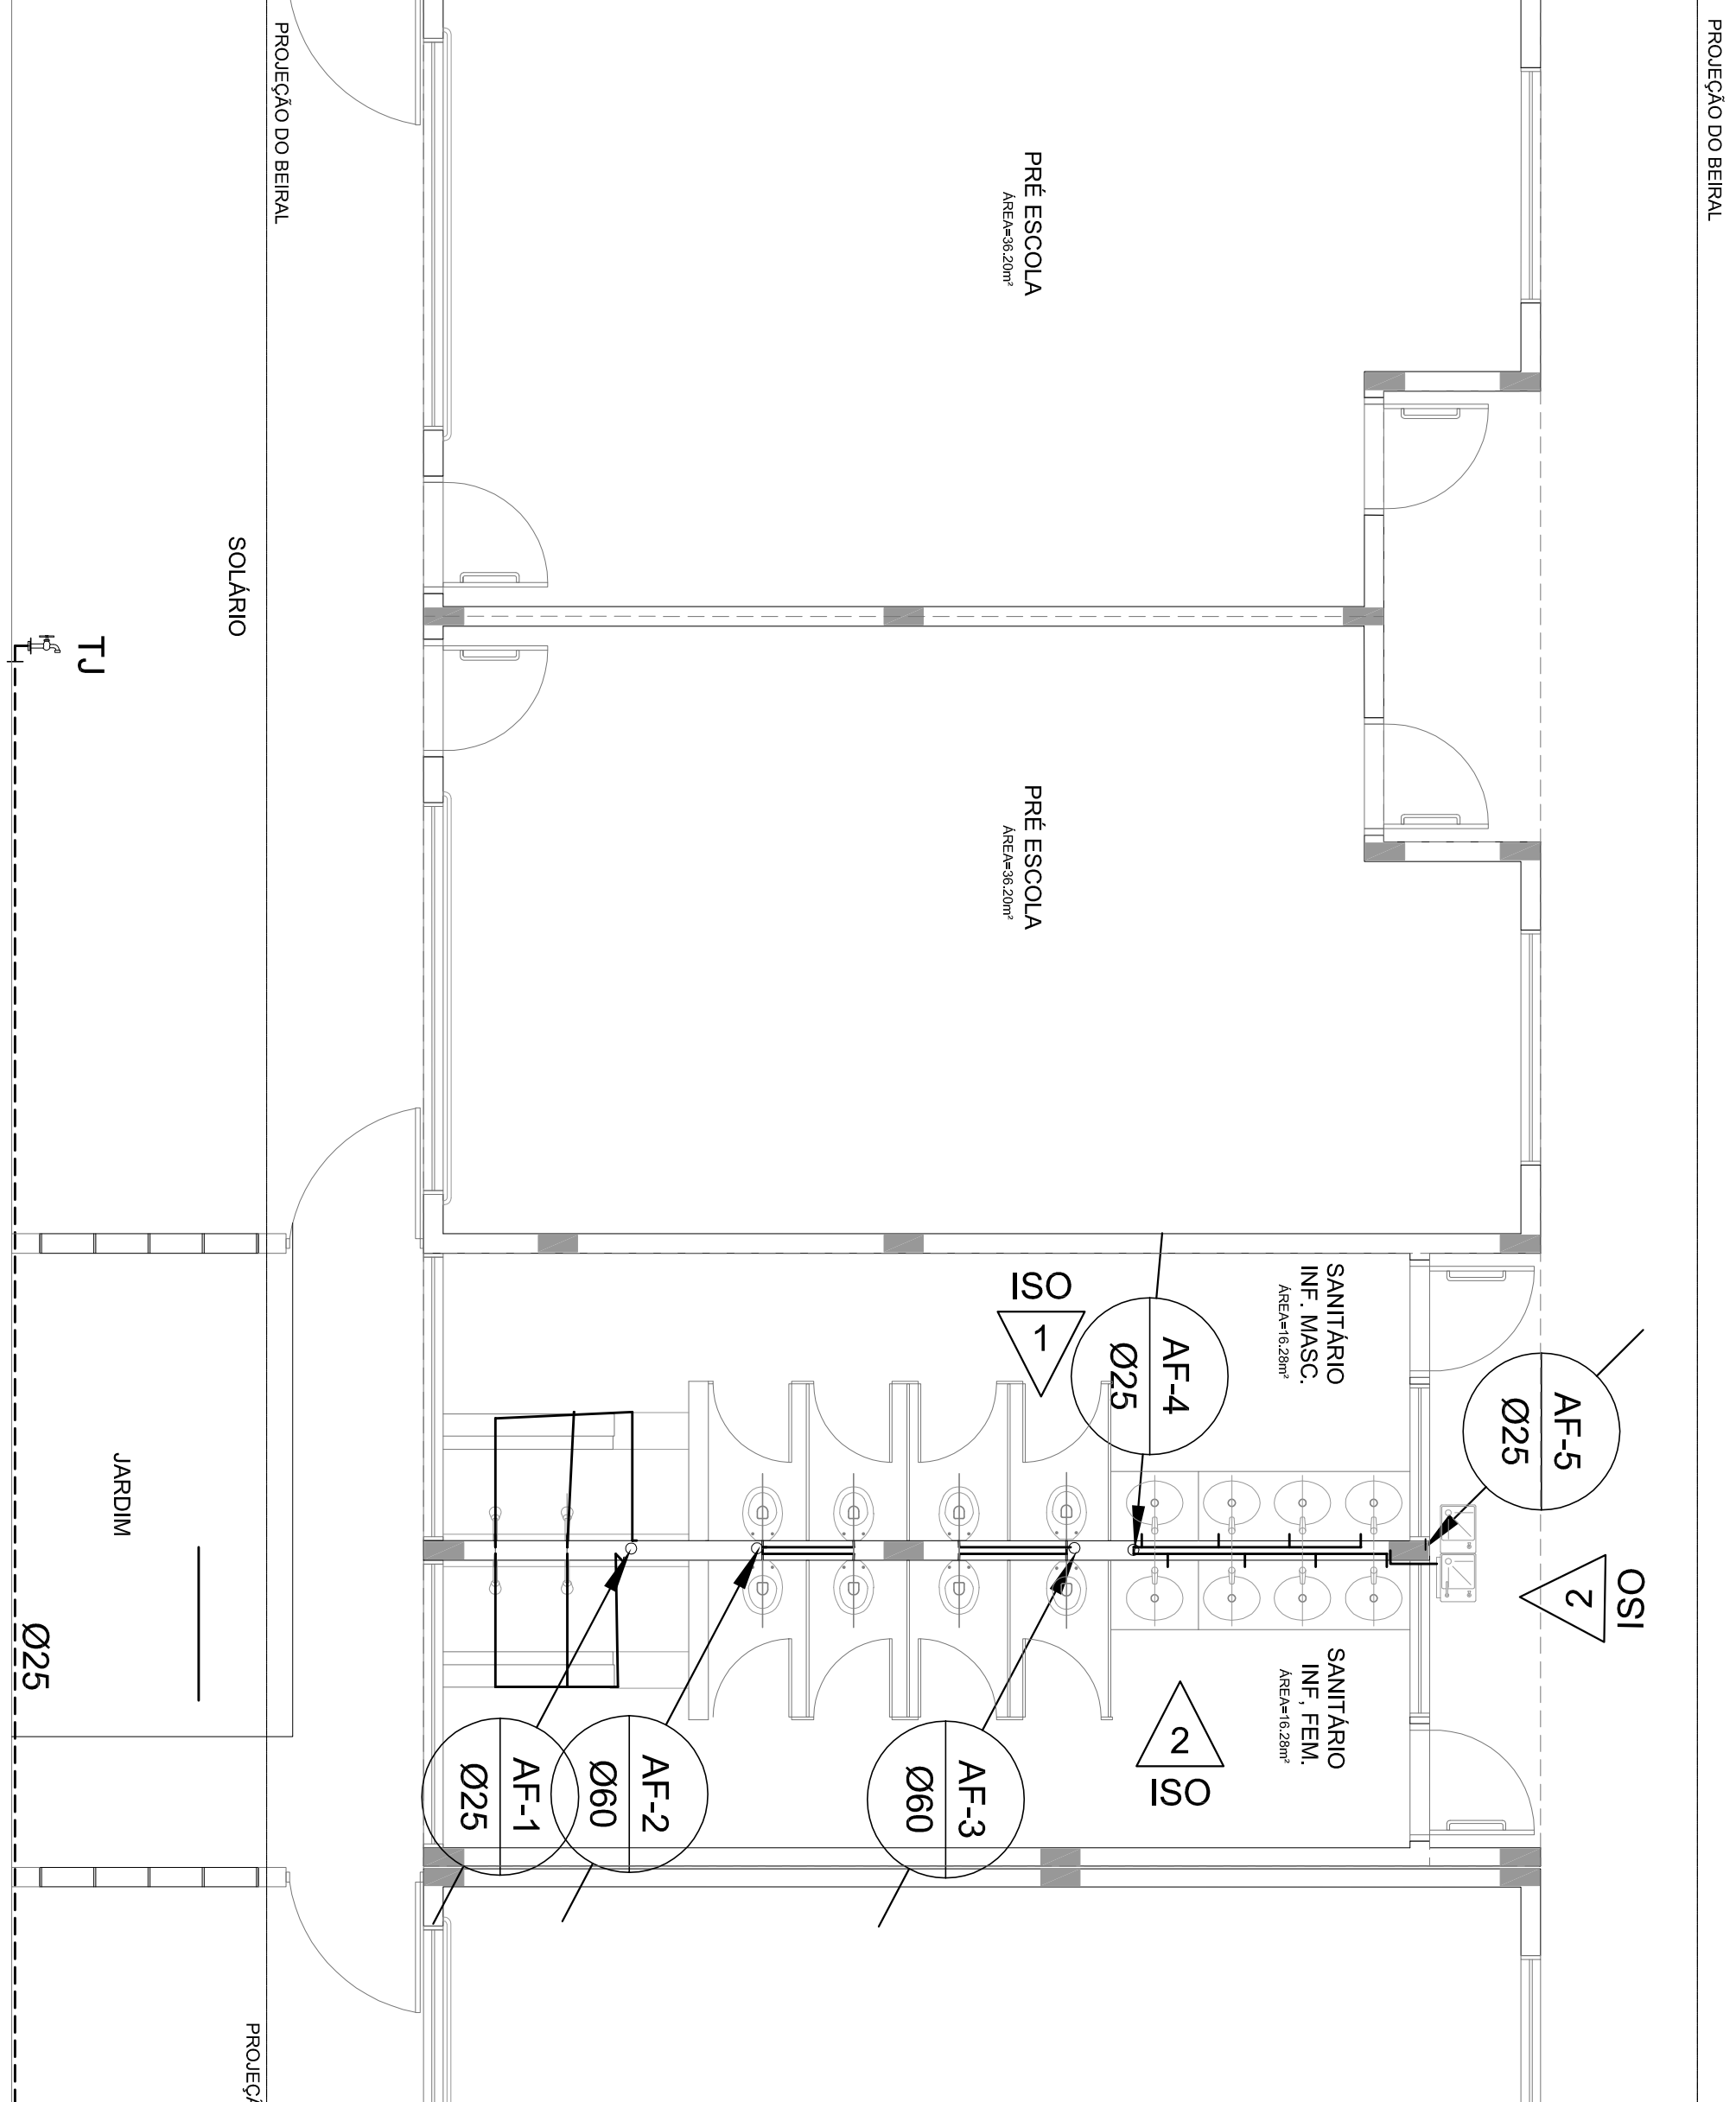 PROJEÇÃO DO BEIRAL
PROJEÇÃO DO BEIRAL
PRÉ ESCOLA
ÁREA=36.20m²
SOLÁRIO
TJ
PRÉ ESCOLA
ÁREA=36.20m²
SANITÁRIO
INF. MASC.
ÁREA=16.28m²
ISO
1
AF-4
Ø25
AF-5
Ø25
ISO
2
JARDIM
Ø25
SANITÁRIO
INF, FEM.
ÁREA=16.28m²
2
ISO
AF-1
Ø25
AF-2
Ø60
AF-3
Ø60